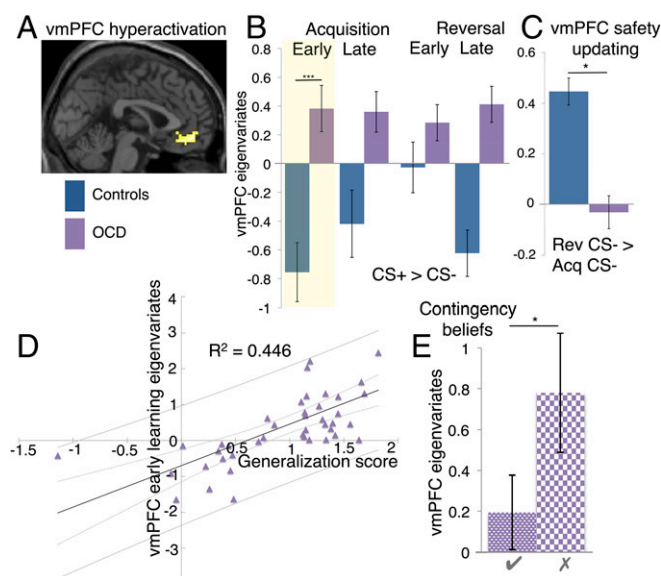 A vmPFC hyperactivation
Controls
OCD
B Acquisition Reversal
Early Late Early Late
vmPFC eigenvariates
0.8
0.6
0.4
0.2
0
-0.2
-0.4
-0.6
-0.8
-1
***
CS+ > CS-
C vmPFC safety
updating
*
0.4
0.2
0
-0.2
Rev CS- >
Acq CS-
D
R² = 0.446
vmPFC early learning eigenvariates
4
3
2
1
0
-1
-2
-3
-1.5 -1 -0.5 0 0.5 1 1.5 2
Generalization score
E Contingency
beliefs
*
vmPFC eigenvariates
1
0.8
0.6
0.4
0.2
0
✔ ✗